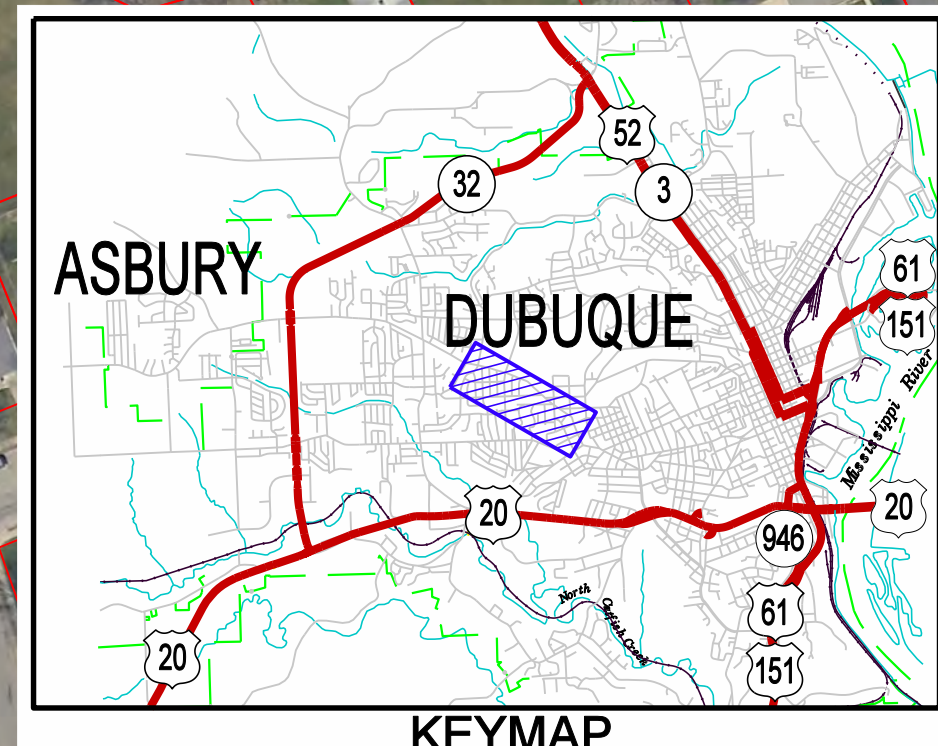 52
32
3
ASBURY
61
DUBUQUE
151
Mississippi River
20
20
946
North Catfish Creek
61
20
151
KEYMAP